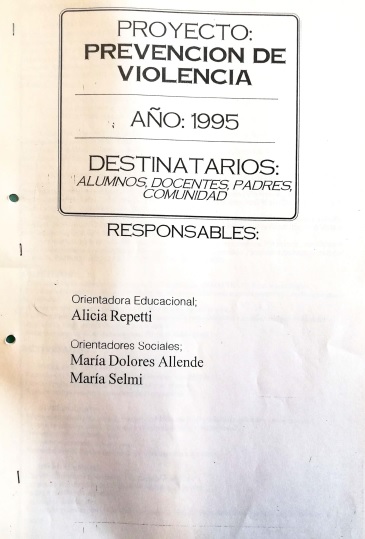 PROYECTO:
PREVENCION DE
VIOLENCIA
AÑO: 1995
DESTINATARIOS:
ALUMNOS, DOCENTES, PADRES,
COMUNIDAD
RESPONSABLES:
Orientadora Educacional;
Alicia Repetti
Orientadores Sociales;
María Dolores Allende
María Selmi